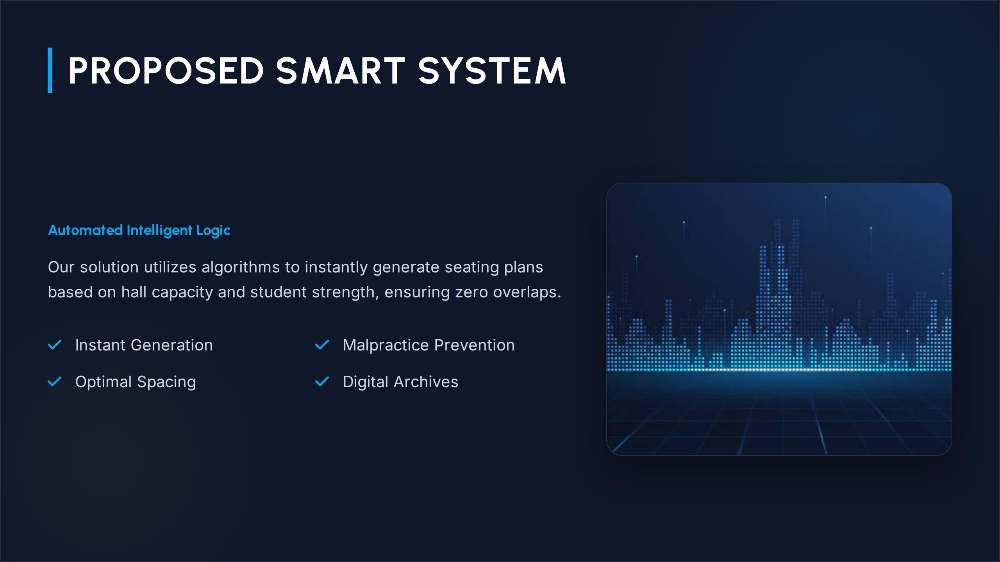 PROPOSED SMART SYSTEM
Automated Intelligent Logic
Our solution utilizes algorithms to instantly generate seating plans
based on hall capacity and student strength, ensuring zero overlaps.
Instant Generation
Malpractice Prevention
Optimal Spacing
Digital Archives